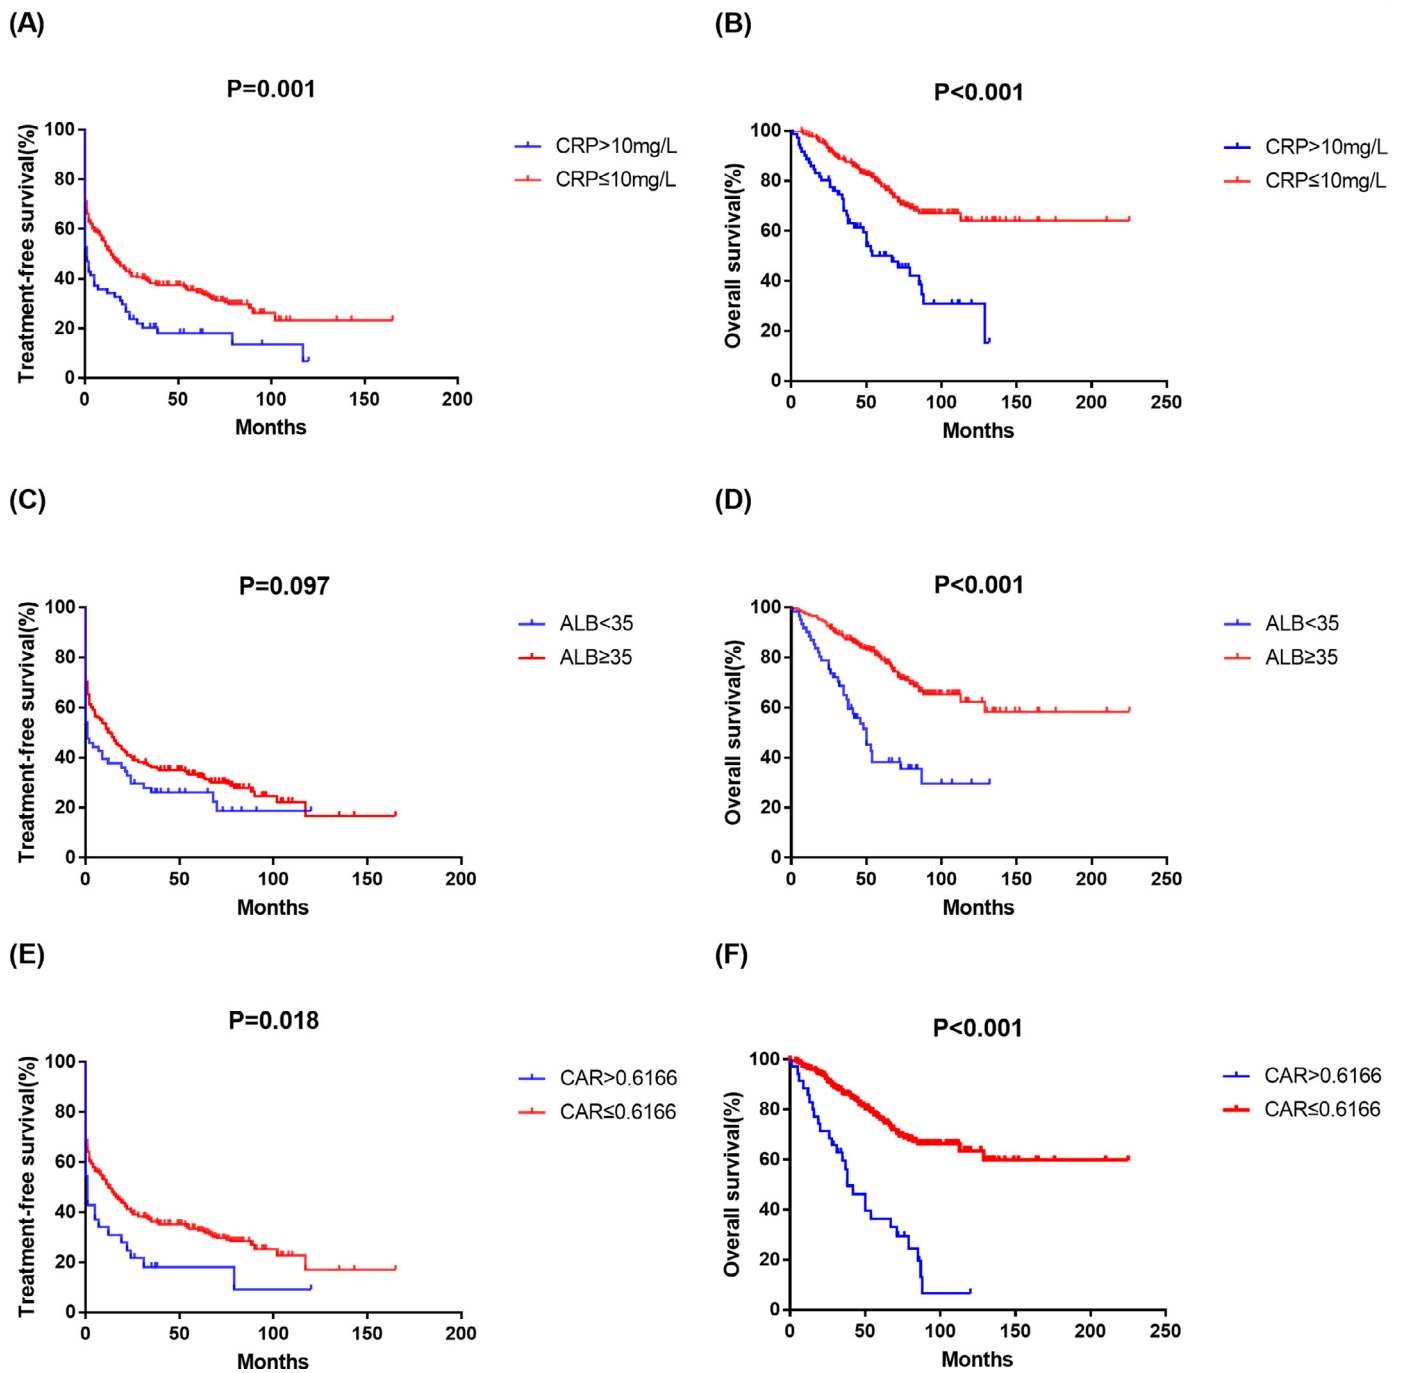 (A)
P=0.001
Treatment-free survival(%)
100
80
60
40
20
0
0 50 100 150 200
Months
CRP>10mg/L
CRP≤10mg/L
(B)
P<0.001
Overall survival(%)
100
80
60
40
20
0
0 50 100 150 200 250
Months
CRP>10mg/L
CRP≤10mg/L
(C)
P=0.097
Treatment-free survival(%)
100
80
60
40
20
0
0 50 100 150 200
Months
ALB<35
ALB≥35
(D)
P<0.001
Overall survival(%)
100
80
60
40
20
0
0 50 100 150 200 250
Months
ALB<35
ALB≥35
(E)
P=0.018
Treatment-free survival(%)
100
80
60
40
20
0
0 50 100 150 200
Months
CAR>0.6166
CAR≤0.6166
(F)
P<0.001
Overall survival(%)
100
80
60
40
20
0
0 50 100 150 200 250
Months
CAR>0.6166
CAR≤0.6166